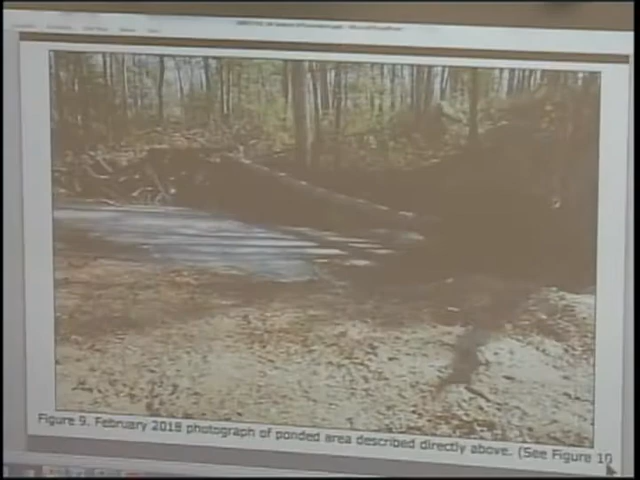 Figure 9. February 2018 photograph of ponded area described directly above. (See Figure 10